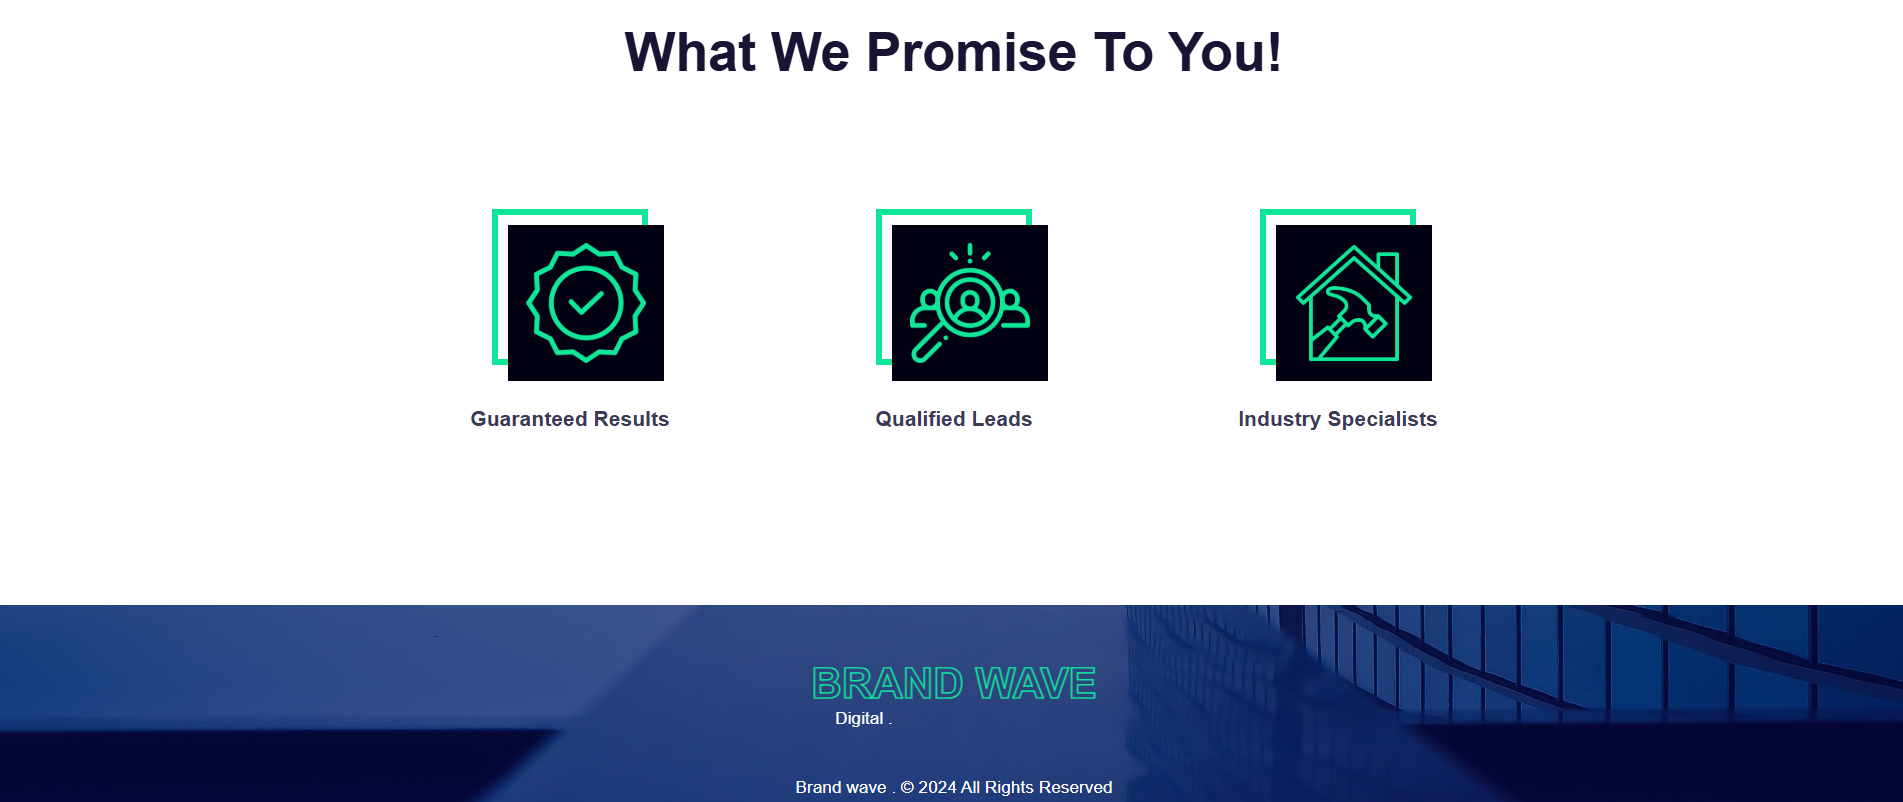 What We Promise To You!
Guaranteed Results
Qualified Leads
Industry Specialists
BRAND WAVE
Digital .
Brand wave . © 2024 All Rights Reserved